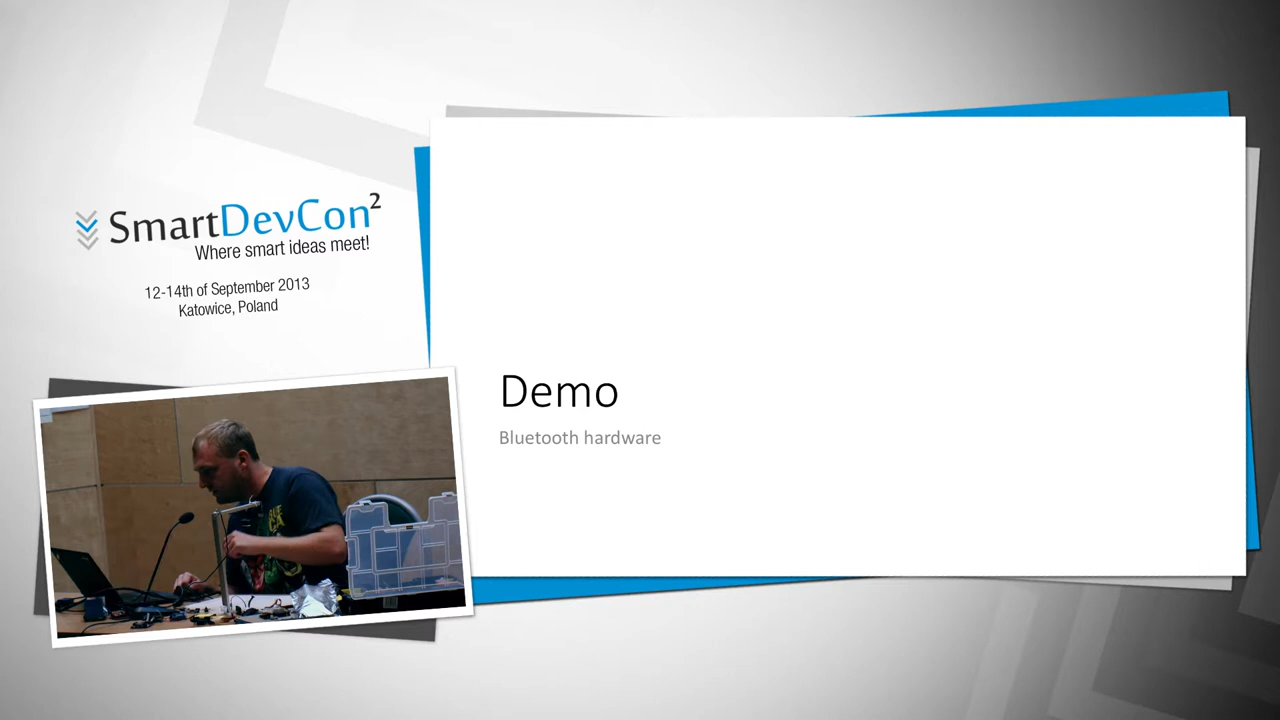 SmartDevCon²
Where smart ideas meet!
12-14th of September 2013
Katowice, Poland
Demo
Bluetooth hardware